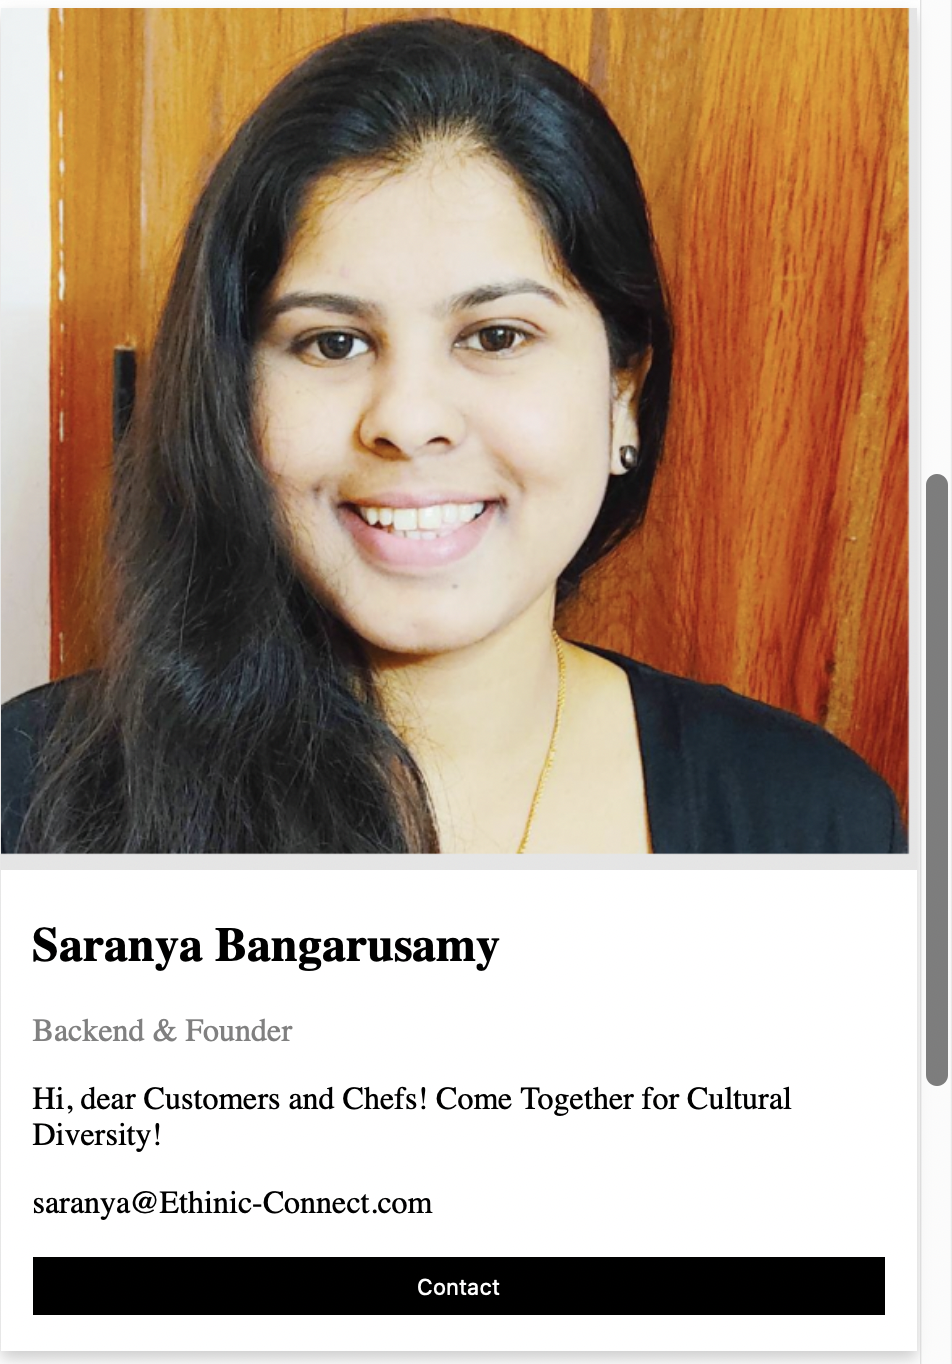 Saranya Bangarusamy
Backend & Founder
Hi, dear Customers and Chefs! Come Together for Cultural
Diversity!
saranya@Ethinic-Connect.com
Contact